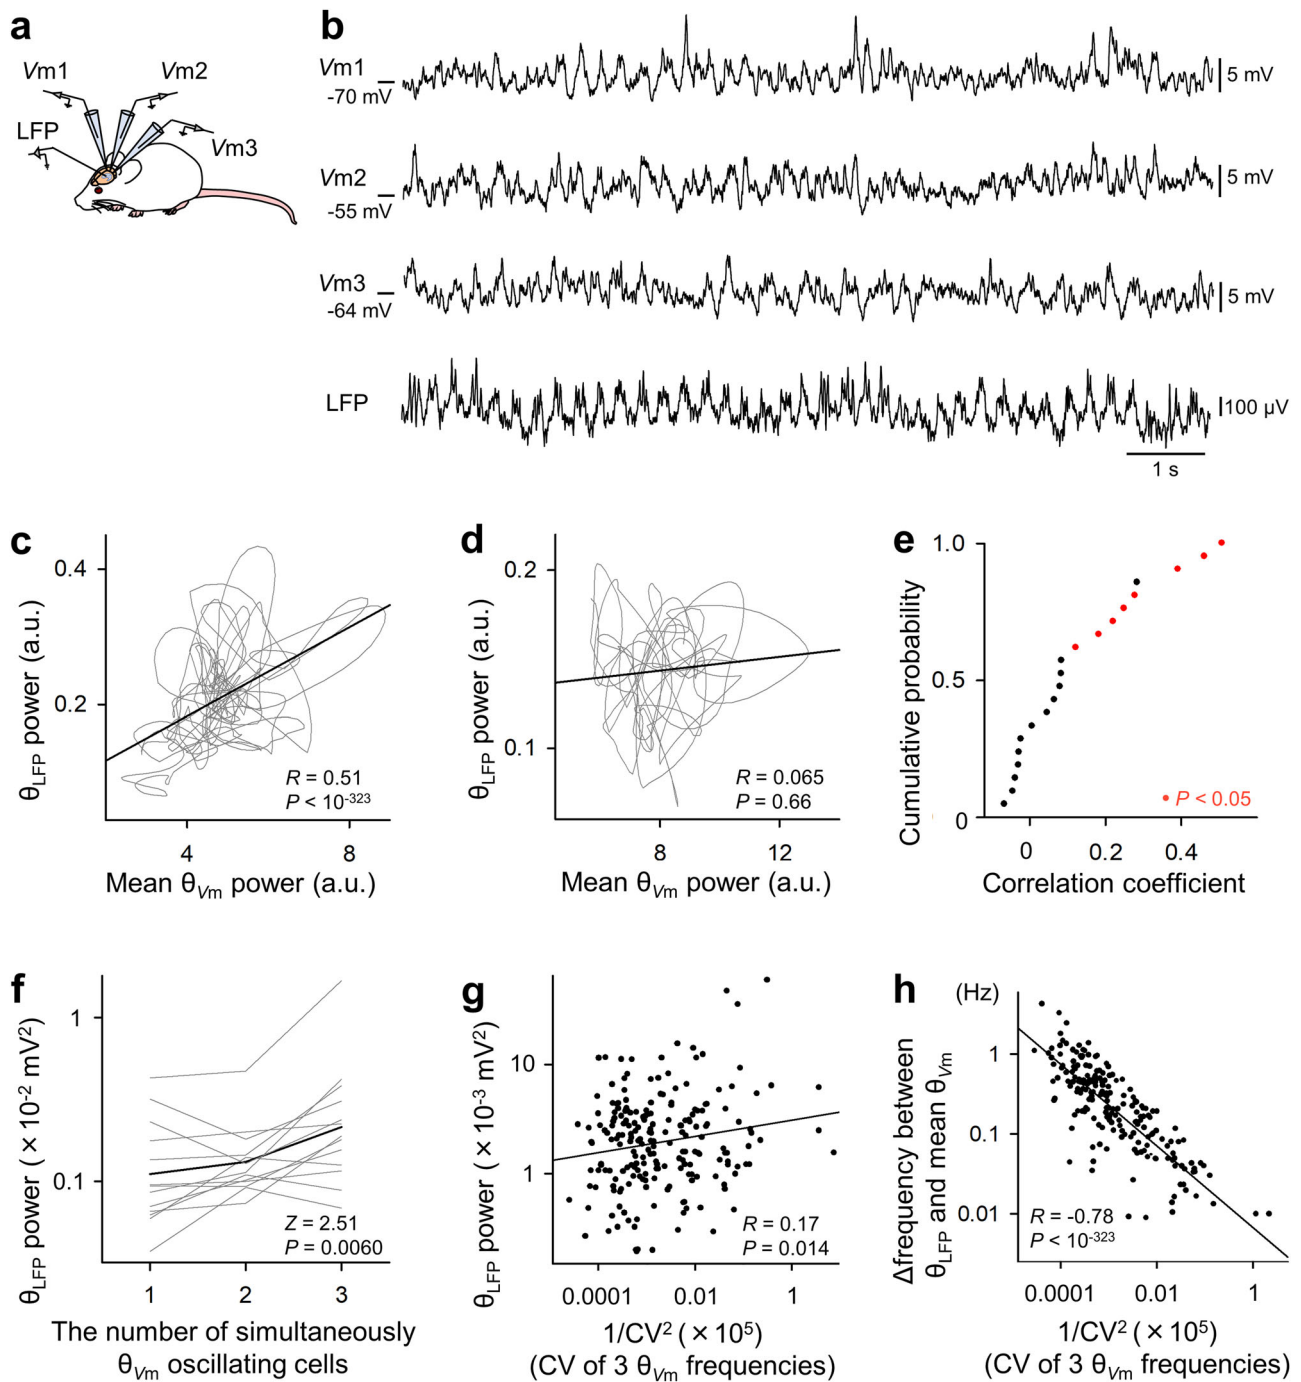 a
Vm1
Vm2
LFP
Vm3
b
Vm1
-70 mV
5 mV
Vm2
-55 mV
5 mV
Vm3
-64 mV
5 mV
LFP
100 µV
1 s
c
θLFP power (a.u.)
0.4
0.2
R = 0.51
P < 10-323
4
8
Mean θVm power (a.u.)
d
θLFP power (a.u.)
0.2
0.1
R = 0.065
P = 0.66
8
12
Mean θVm power (a.u.)
e
Cumulative probability
1.0
0.5
0
P < 0.05
0
0.2
0.4
Correlation coefficient
f
θLFP power (×10-2 mV2)
1
0.1
Z = 2.51
P = 0.0060
1
2
3
The number of simultaneously
θVm oscillating cells
g
θLFP power (×10-3 mV2)
10
1
R = 0.17
P = 0.014
0.0001
0.01
1
1/CV2 (×105)
(CV of 3 θVm frequencies)
h
(Hz)
Δfrequency between
θLFP and mean θVm
1
0.1
0.01
R = -0.78
P < 10-323
0.0001
0.01
1
1/CV2 (×105)
(CV of 3 θVm frequencies)